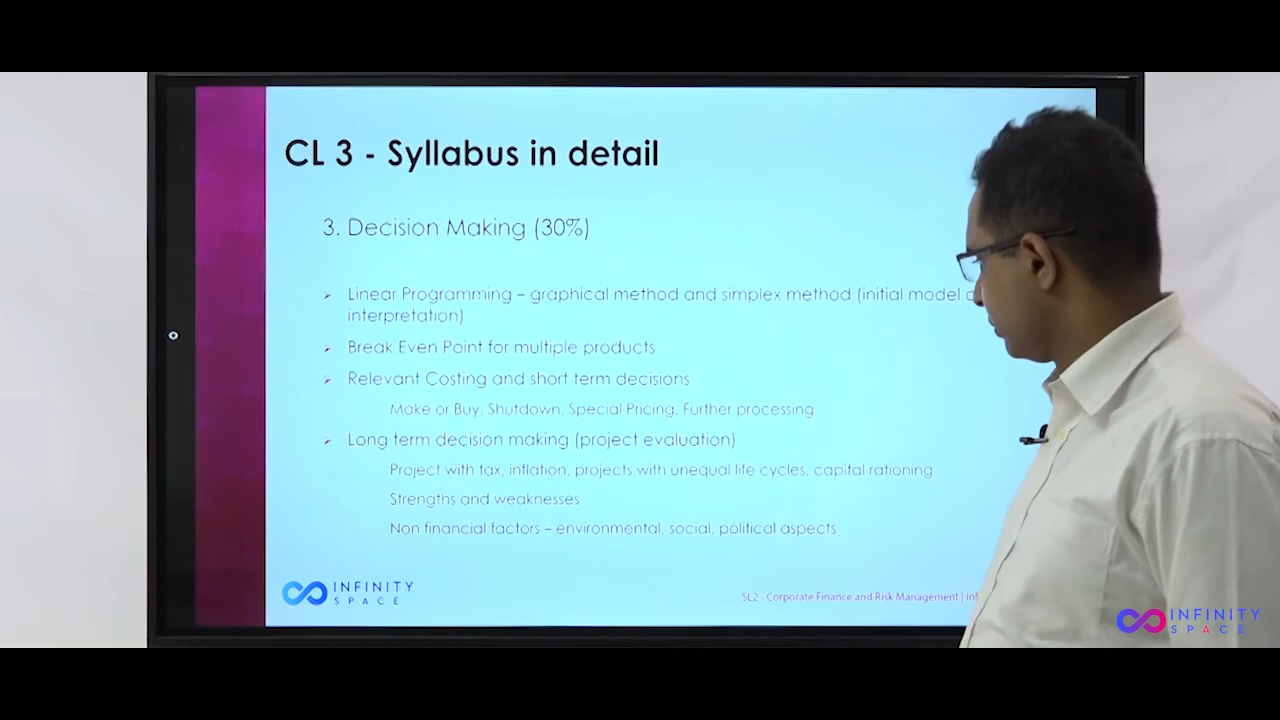 CL 3 - Syllabus in detail
3. Decision Making (30%)
Linear Programming – graphical method and simplex method (initial model
interpretation)
Break Even Point for multiple products
Relevant Costing and short term decisions
Make or Buy, Shutdown, Special Pricing, Further processing
Long term decision making (project evaluation)
Project with tax, inflation, projects with unequal life cycles, capital rationing
Strengths and weaknesses
Non financial factors – environmental, social, political aspects
INFINITY
SPACE
SL2 - Corporate Finance and Risk Management |
INFINITY
SPACE